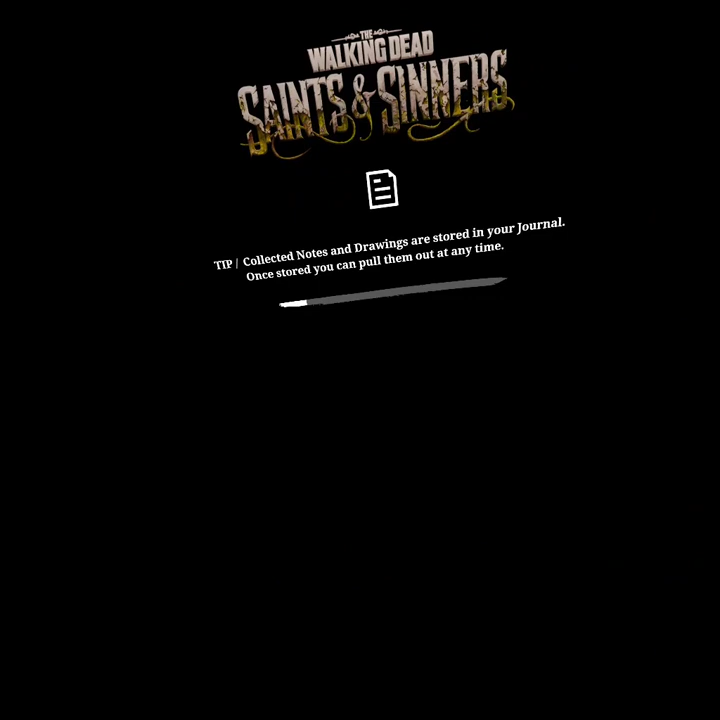 THE
WALKING DEAD
SAINTS & SINNERS
TIP / Collected Notes and Drawings are stored in your Journal.
Once stored you can pull them out at any time.